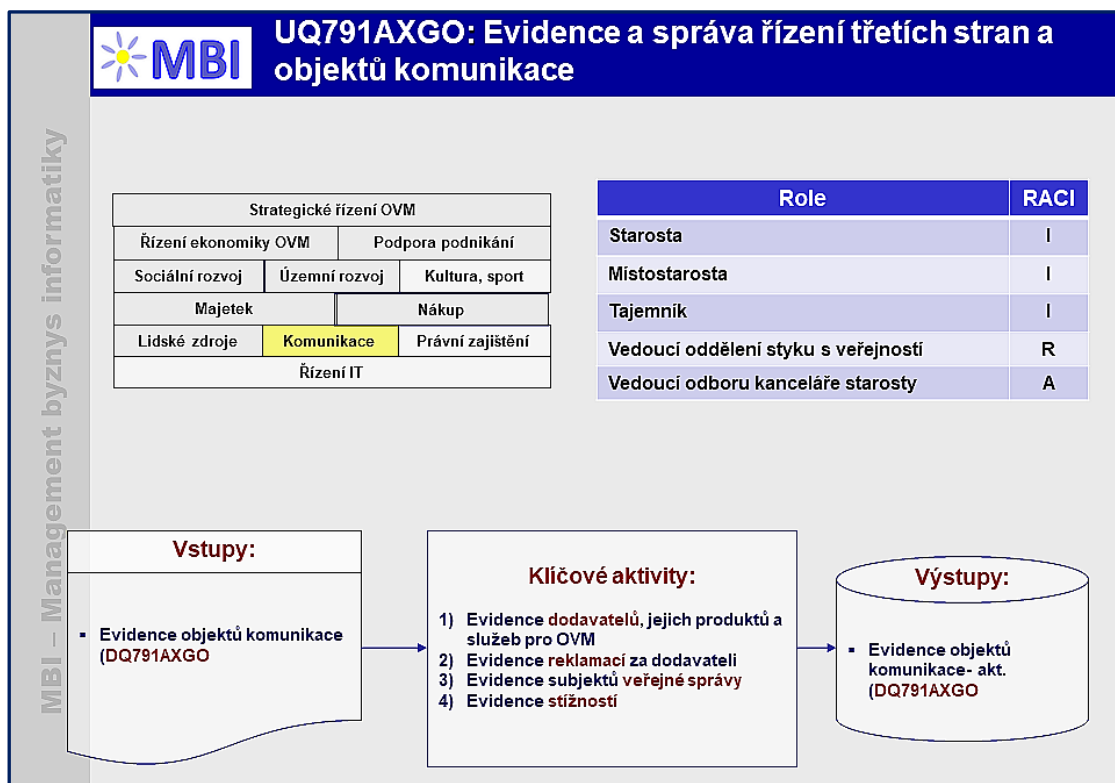 MBI
UQ791AXGO: Evidence a správa řízení třetích stran a
objektů komunikace
MBI – Management byznys informatiky
Strategické řízení OVM
Řízení ekonomiky OVM
Podpora podnikání
Sociální rozvoj
Územní rozvoj
Kultura, sport
Majetek
Nákup
Lidské zdroje
Komunikace
Právní zajištění
Řízení IT
Role RACI
Starosta I
Místostarosta I
Tajemník I
Vedoucí oddělení styku s veřejností R
Vedoucí odboru kanceláře starosty A
Vstupy:
▪ Evidence objektů komunikace
(DQ791AXGO
Klíčové aktivity:
1) Evidence dodavatelů, jejich produktů a
služeb pro OVM
2) Evidence reklamací za dodavateli
3) Evidence subjektů veřejné správy
4) Evidence stížností
Výstupy:
▪ Evidence objektů
komunikace- akt.
(DQ791AXGO